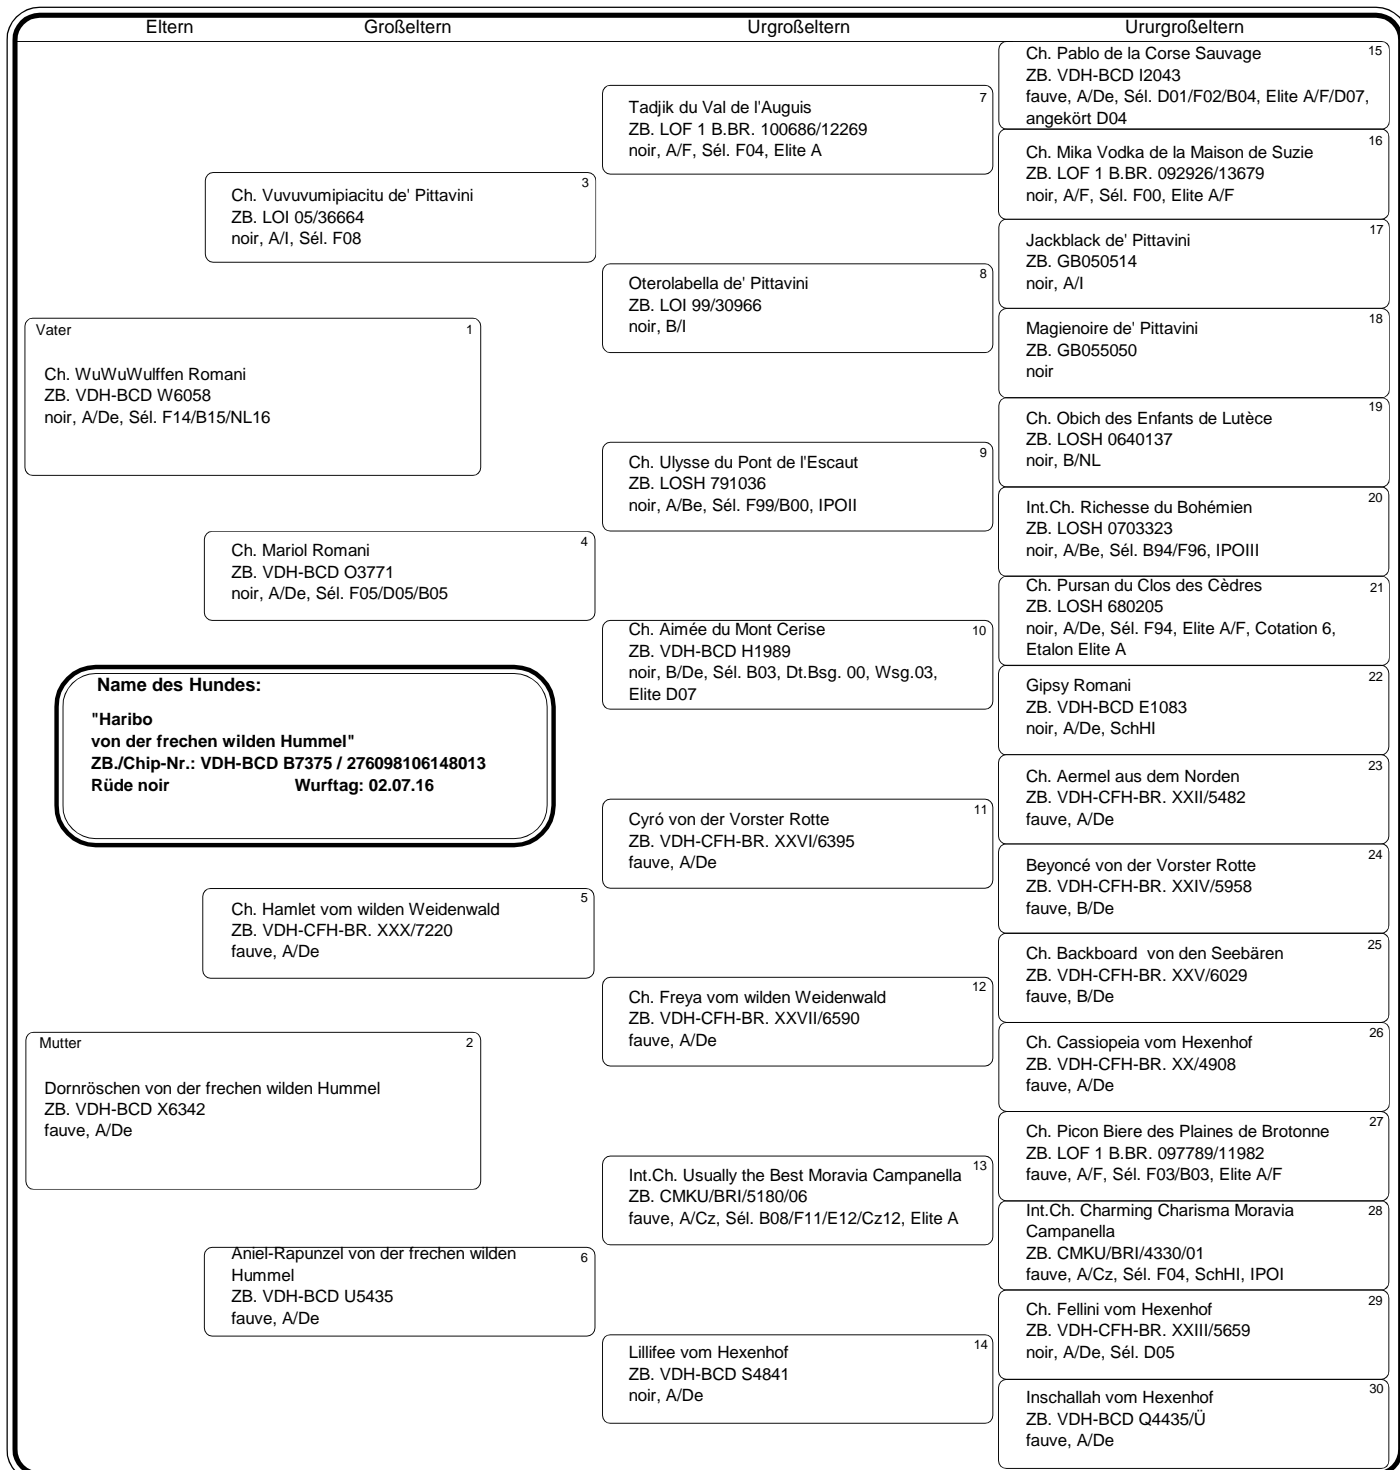 Eltern Großeltern Urgroßeltern Ururgroßeltern
Vater 1
Ch. WuWuWulffen Romani
ZB. VDH-BCD W6058
noir, A/De, Sél. F14/B15/NL16
Name des Hundes:
"Haribo
von der frechen wilden Hummel"
ZB./Chip-Nr.: VDH-BCD B7375 / 276098106148013
Rüde noir Wurftag: 02.07.16
Mutter 2
Dornröschen von der frechen wilden Hummel
ZB. VDH-BCD X6342
fauve, A/De
Ch. Vuvuvumipiacitu de' Pittavini 3
ZB. LOI 05/36664
noir, A/I, Sél. F08
Ch. Mariol Romani 4
ZB. VDH-BCD O3771
noir, A/De, Sél. F05/D05/B05
Ch. Hamlet vom wilden Weidenwald 5
ZB. VDH-CFH-BR. XXX/7220
fauve, A/De
Aniel-Rapunzel von der frechen wilden 6
Hummel
ZB. VDH-BCD U5435
fauve, A/De
Tadjik du Val de l'Auguis 7
ZB. LOF 1 B.BR. 100686/12269
noir, A/F, Sél. F04, Elite A
Oterolabella de' Pittavini 8
ZB. LOI 99/30966
noir, B/I
Ch. Ulysse du Pont de l'Escaut 9
ZB. LOSH 791036
noir, A/Be, Sél. F99/B00, IPOII
Ch. Aimée du Mont Cerise 10
ZB. VDH-BCD H1989
noir, B/De, Sél. B03, Dt.Bsg. 00, Wsg.03,
Elite D07
Cyró von der Vorster Rotte 11
ZB. VDH-CFH-BR. XXVI/6395
fauve, A/De
Ch. Freya vom wilden Weidenwald 12
ZB. VDH-CFH-BR. XXVII/6590
fauve, A/De
Int.Ch. Usually the Best Moravia Campanella 13
ZB. CMKU/BRI/5180/06
fauve, A/Cz, Sél. B08/F11/E12/Cz12, Elite A
Lillifee vom Hexenhof 14
ZB. VDH-BCD S4841
noir, A/De
Ch. Pablo de la Corse Sauvage 15
ZB. VDH-BCD I2043
fauve, A/De, Sél. D01/F02/B04, Elite A/F/D07,
angekört D04
Ch. Mika Vodka de la Maison de Suzie 16
ZB. LOF 1 B.BR. 092926/13679
noir, A/F, Sél. F00, Elite A/F
Jackblack de' Pittavini 17
ZB. GB050514
noir, A/I
Magienoire de' Pittavini 18
ZB. GB055050
noir
Ch. Obich des Enfants de Lutèce 19
ZB. LOSH 0640137
noir, B/NL
Int.Ch. Richesse du Bohémien 20
ZB. LOSH 0703323
noir, A/Be, Sél. B94/F96, IPOIII
Ch. Pursan du Clos des Cèdres 21
ZB. LOSH 680205
noir, A/De, Sél. F94, Elite A/F, Cotation 6,
Etalon Elite A
Gipsy Romani 22
ZB. VDH-BCD E1083
noir, A/De, SchHI
Ch. Aermel aus dem Norden 23
ZB. VDH-CFH-BR. XXII/5482
fauve, A/De
Beyoncé von der Vorster Rotte 24
ZB. VDH-CFH-BR. XXIV/5958
fauve, B/De
Ch. Backboard von den Seebären 25
ZB. VDH-CFH-BR. XXV/6029
fauve, B/De
Ch. Cassiopeia vom Hexenhof 26
ZB. VDH-CFH-BR. XX/4908
fauve, A/De
Ch. Picon Biere des Plaines de Brotonne 27
ZB. LOF 1 B.BR. 097789/11982
fauve, A/F, Sél. F03/B03, Elite A/F
Int.Ch. Charming Charisma Moravia 28
Campanella
ZB. CMKU/BRI/4330/01
fauve, A/Cz, Sél. F04, SchHI, IPOI
Ch. Fellini vom Hexenhof 29
ZB. VDH-CFH-BR. XXIII/5659
noir, A/De, Sél. D05
Inschallah vom Hexenhof 30
ZB. VDH-BCD Q4435/Ü
fauve, A/De